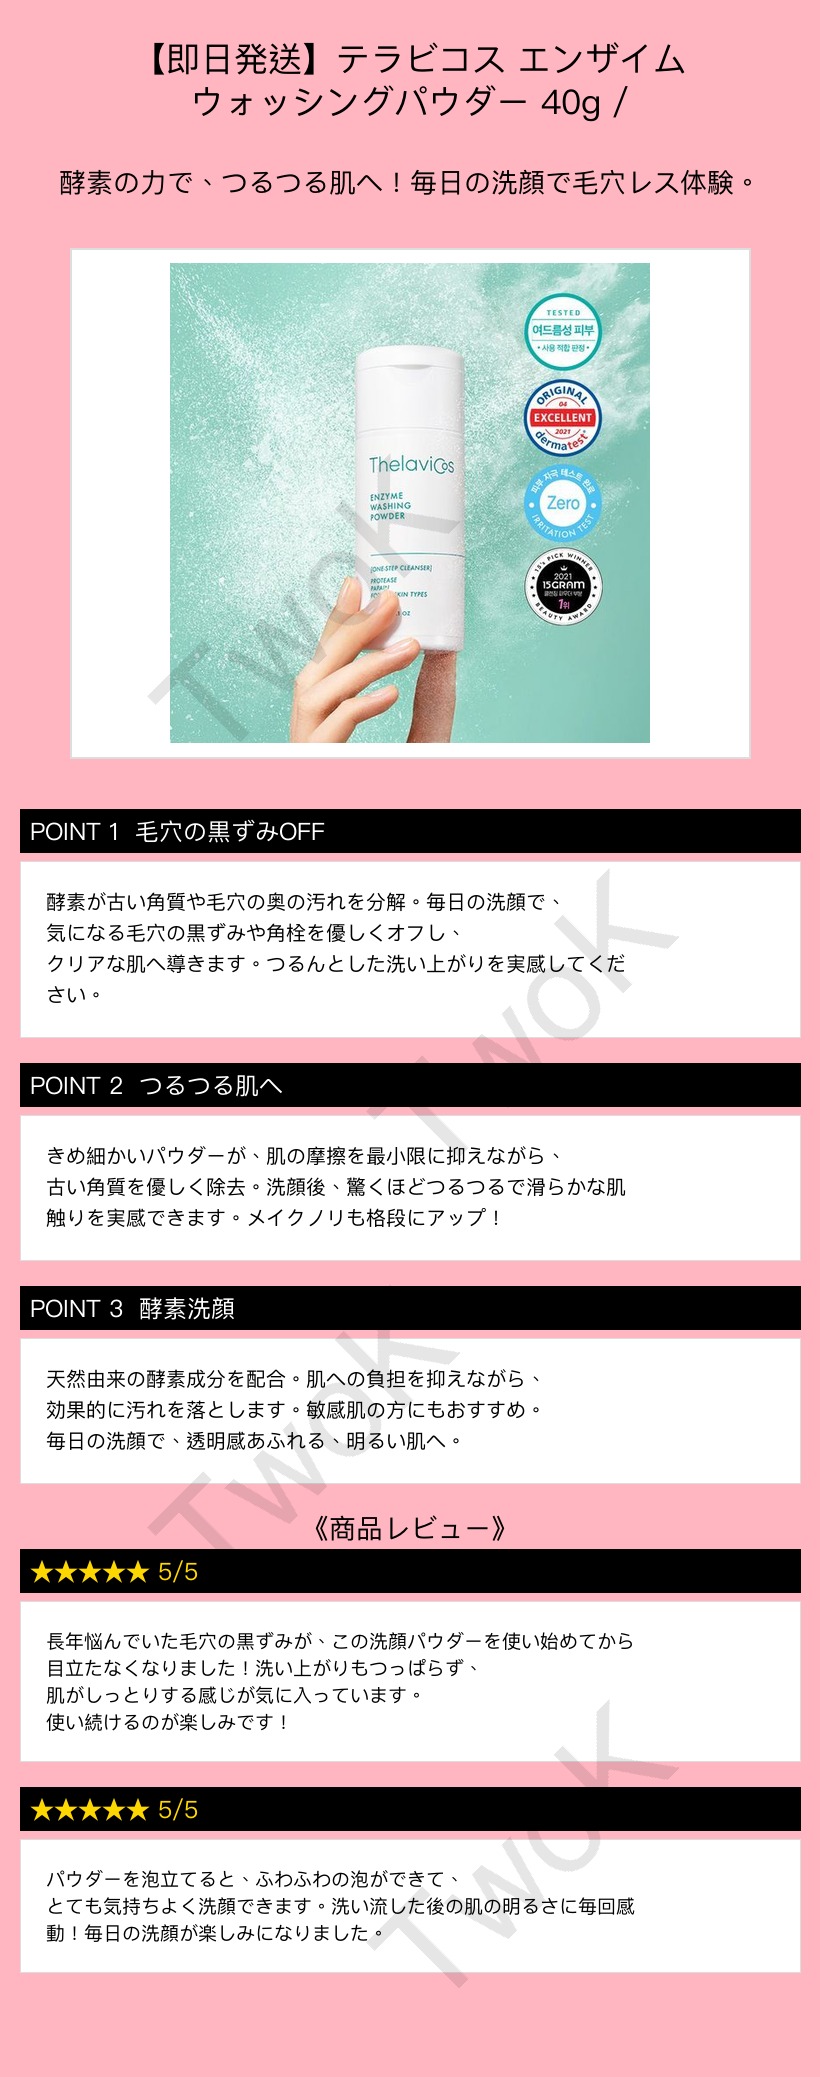 【即日発送】テラビコス エンザイム
ウォッシングパウダー 40g /
酵素の力で、つるつる肌へ！毎日の洗顔で毛穴レス体験。
TESTED
여드름성 피부
• 사용 적합 판정 •
ORIGINAL
04
EXCELLENT
2021
dermatest
피부 자극 테스트 완료
Zero
IRRITATION TEST
15's PICK WINNER
2021
15GRAM
클렌징 파우더 부문
1위
BEAUTY AWARD
ThelaviCos
ENZYME
WASHING
POWDER
[ONE-STEP CLEANSER]
PROTEASE
PAPAIN
SKIN TYPES
OZ
TwoK
POINT 1 毛穴の黒ずみOFF
酵素が古い角質や毛穴の奥の汚れを分解。毎日の洗顔で、
気になる毛穴の黒ずみや角栓を優しくオフし、
クリアな肌へ導きます。つるんとした洗い上がりを実感してくだ
さい。
TwoK
POINT 2 つるつる肌へ
きめ細かいパウダーが、肌の摩擦を最小限に抑えながら、
古い角質を優しく除去。洗顔後、驚くほどつるつるで滑らかな肌
触りを実感できます。メイクノリも格段にアップ！
POINT 3 酵素洗顔
天然由来の酵素成分を配合。肌への負担を抑えながら、
効果的に汚れを落とします。敏感肌の方にもおすすめ。
毎日の洗顔で、透明感あふれる、明るい肌へ。
TwoK
《商品レビュー》
★★★★★ 5/5
長年悩んでいた毛穴の黒ずみが、この洗顔パウダーを使い始めてから
目立たなくなりました！洗い上がりもつっぱらず、
肌がしっとりする感じが気に入っています。
使い続けるのが楽しみです！
★★★★★ 5/5
パウダーを泡立てると、ふわふわの泡ができて、
とても気持ちよく洗顔できます。洗い流した後の肌の明るさに毎回感
動！毎日の洗顔が楽しみになりました。
TwoK